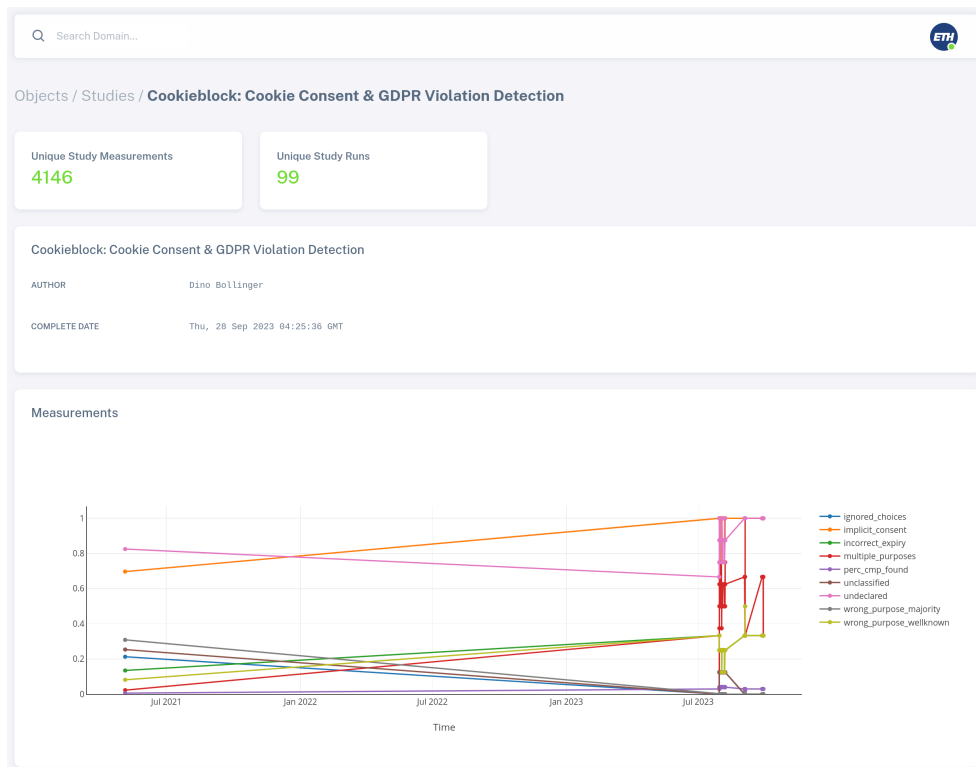 Search Domain...
ETH
Objects / Studies / Cookieblock: Cookie Consent & GDPR Violation Detection
Unique Study Measurements
4146
Unique Study Runs
99
Cookieblock: Cookie Consent & GDPR Violation Detection
AUTHOR Dino Bollinger
COMPLETE DATE Thu, 28 Sep 2023 04:25:36 GMT
Measurements
1
0.8
0.6
0.4
0.2
0
Jul 2021 Jan 2022 Jul 2022 Jan 2023 Jul 2023
Time
ignored_choices
implicit_consent
incorrect_expiry
multiple_purposes
perc_cmp_found
unclassified
undeclared
wrong_purpose_majority
wrong_purpose_wellknown